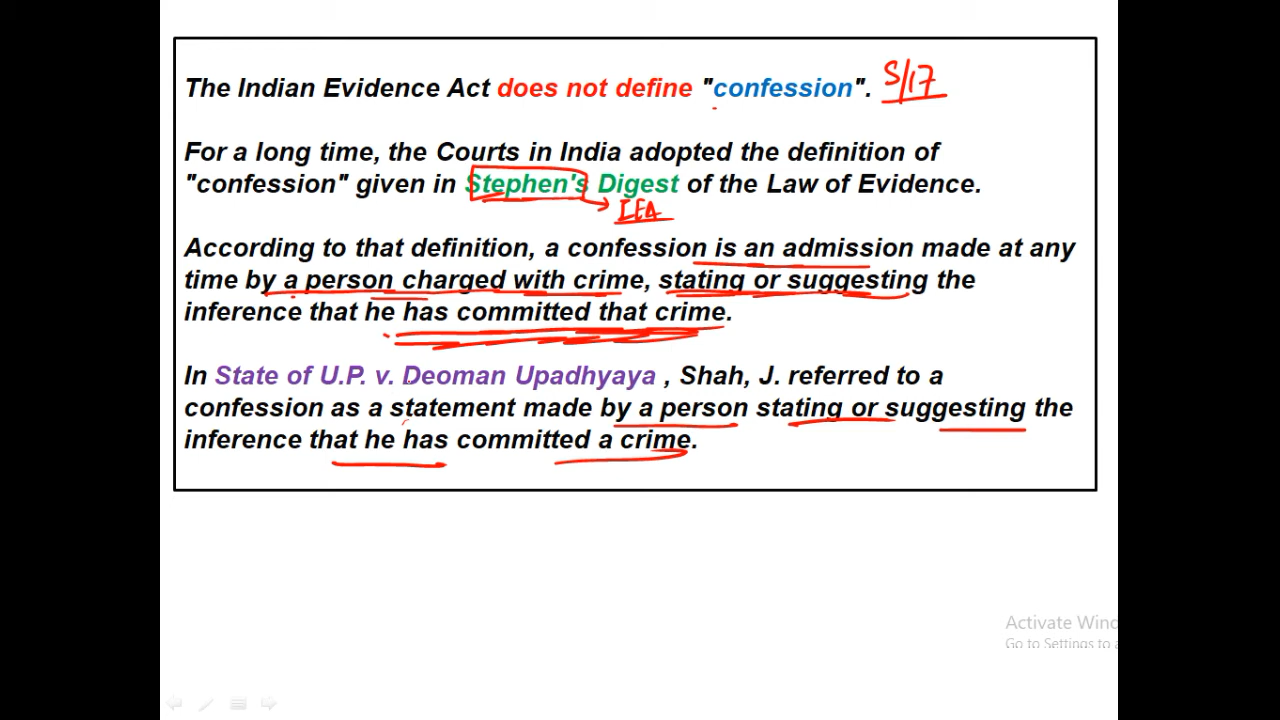 The Indian Evidence Act does not define "confession". S/17
For a long time, the Courts in India adopted the definition of
"confession" given in Stephen's Digest of the Law of Evidence.
IEA
According to that definition, a confession is an admission made at any
time by a person charged with crime, stating or suggesting the
inference that he has committed that crime.
In State of U.P. v. Deoman Upadhyaya , Shah, J. referred to a
confession as a statement made by a person stating or suggesting the
inference that he has committed a crime.
Activate Wind
Go to Settings to a